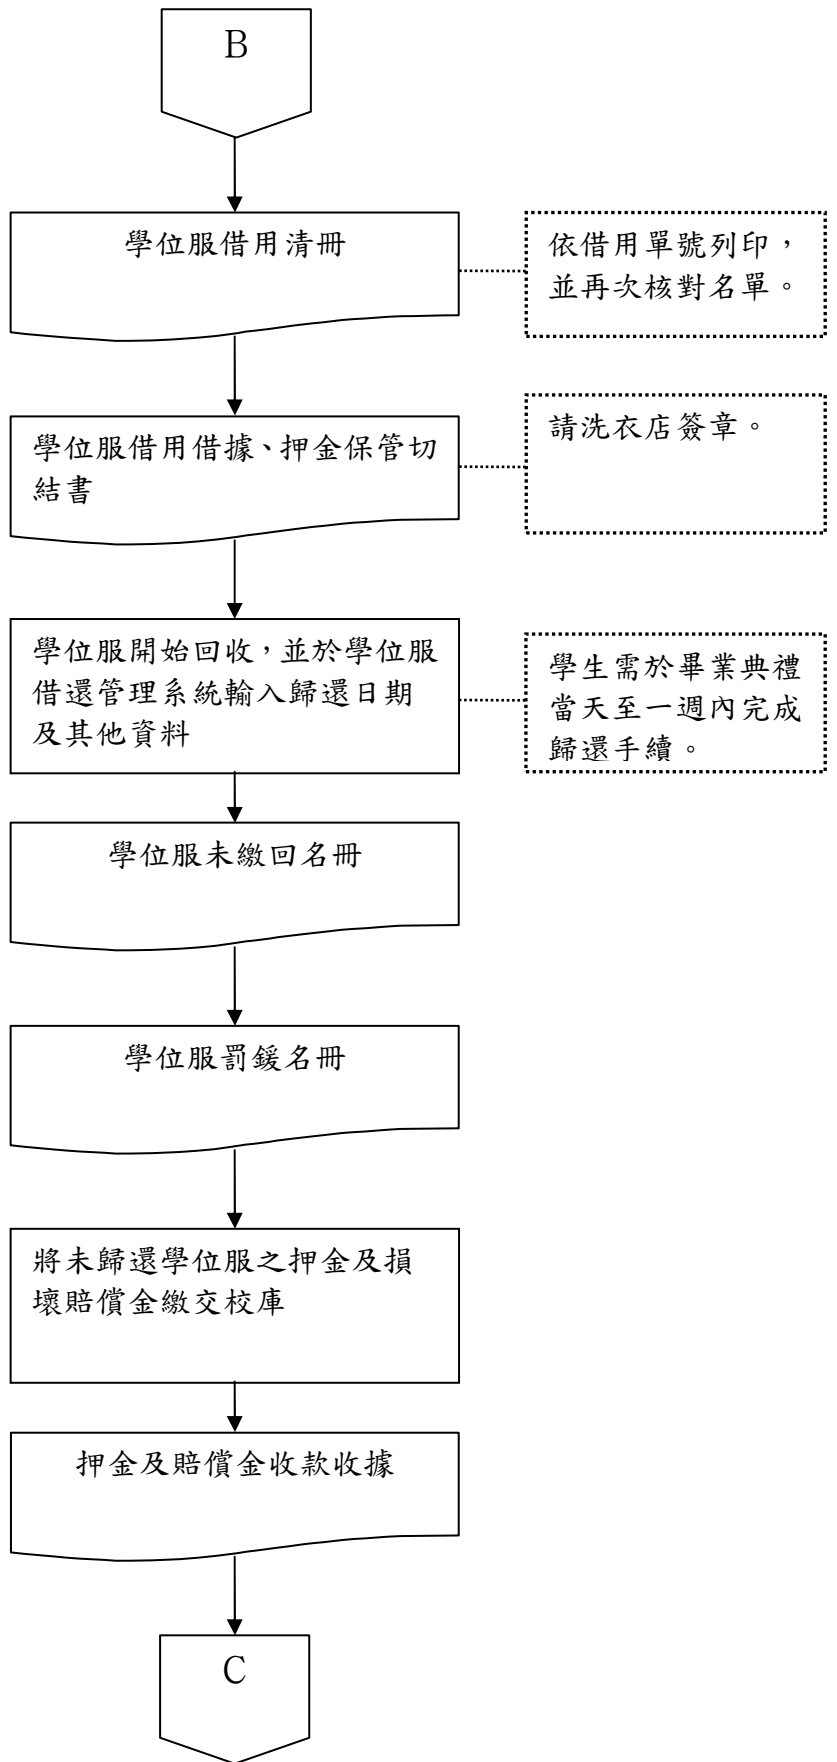 B
學位服借用清冊
依借用單號列印，
並再次核對名單。
學位服借用借據、押金保管切
結書
請洗衣店簽章。
學位服開始回收，並於學位服
借還管理系統輸入歸還日期
及其他資料
學生需於畢業典禮
當天至一週內完成
歸還手續。
學位服未繳回名冊
學位服罰鍰名冊
將未歸還學位服之押金及損
壞賠償金繳交校庫
押金及賠償金收款收據
C